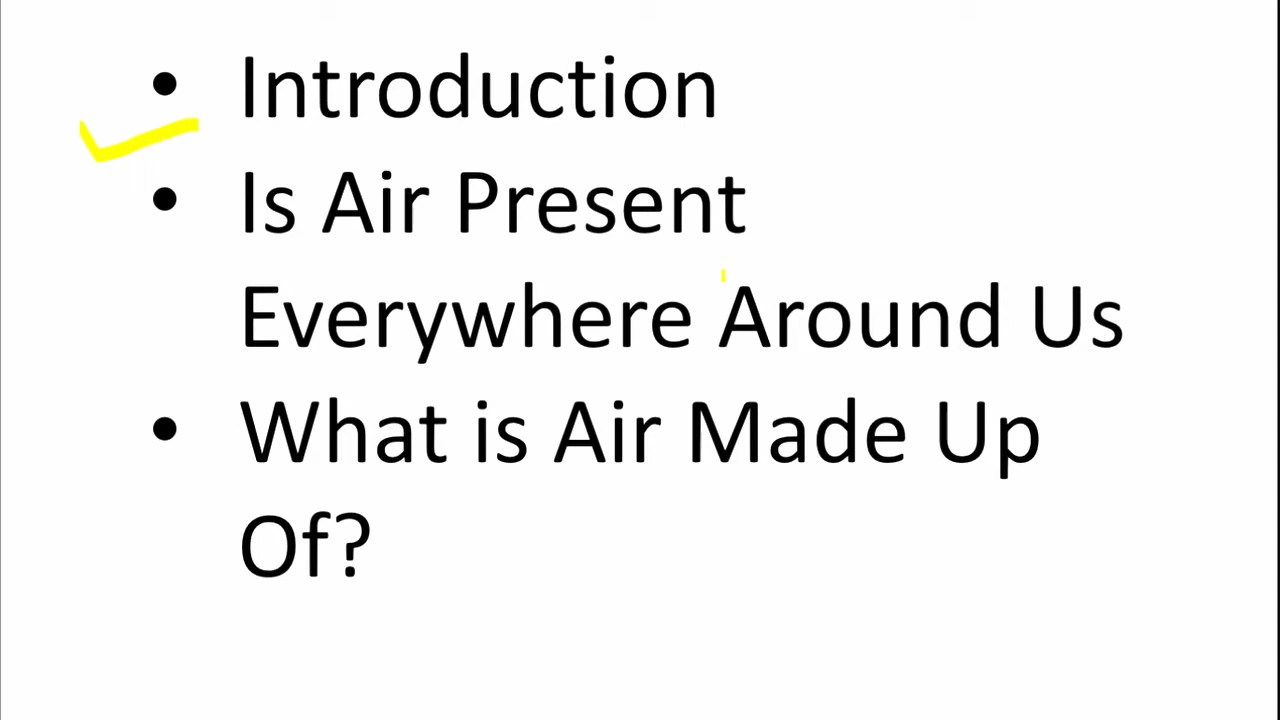 • Introduction
• Is Air Present
Everywhere Around Us
• What is Air Made Up
Of?